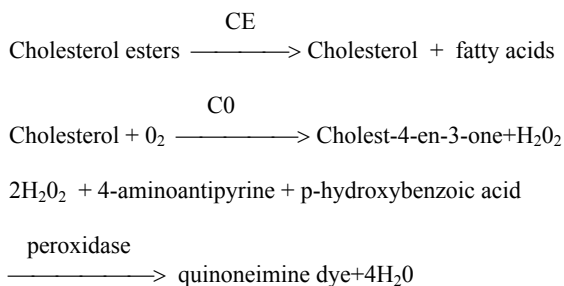 CE
Cholesterol esters ⟶ Cholesterol + fatty acids
C0
Cholesterol + 0₂ ⟶ Cholest-4-en-3-one+H₂0₂
2H₂0₂ + 4-aminoantipyrine + p-hydroxybenzoic acid
peroxidase
⟶ quinoneimine dye+4H₂0